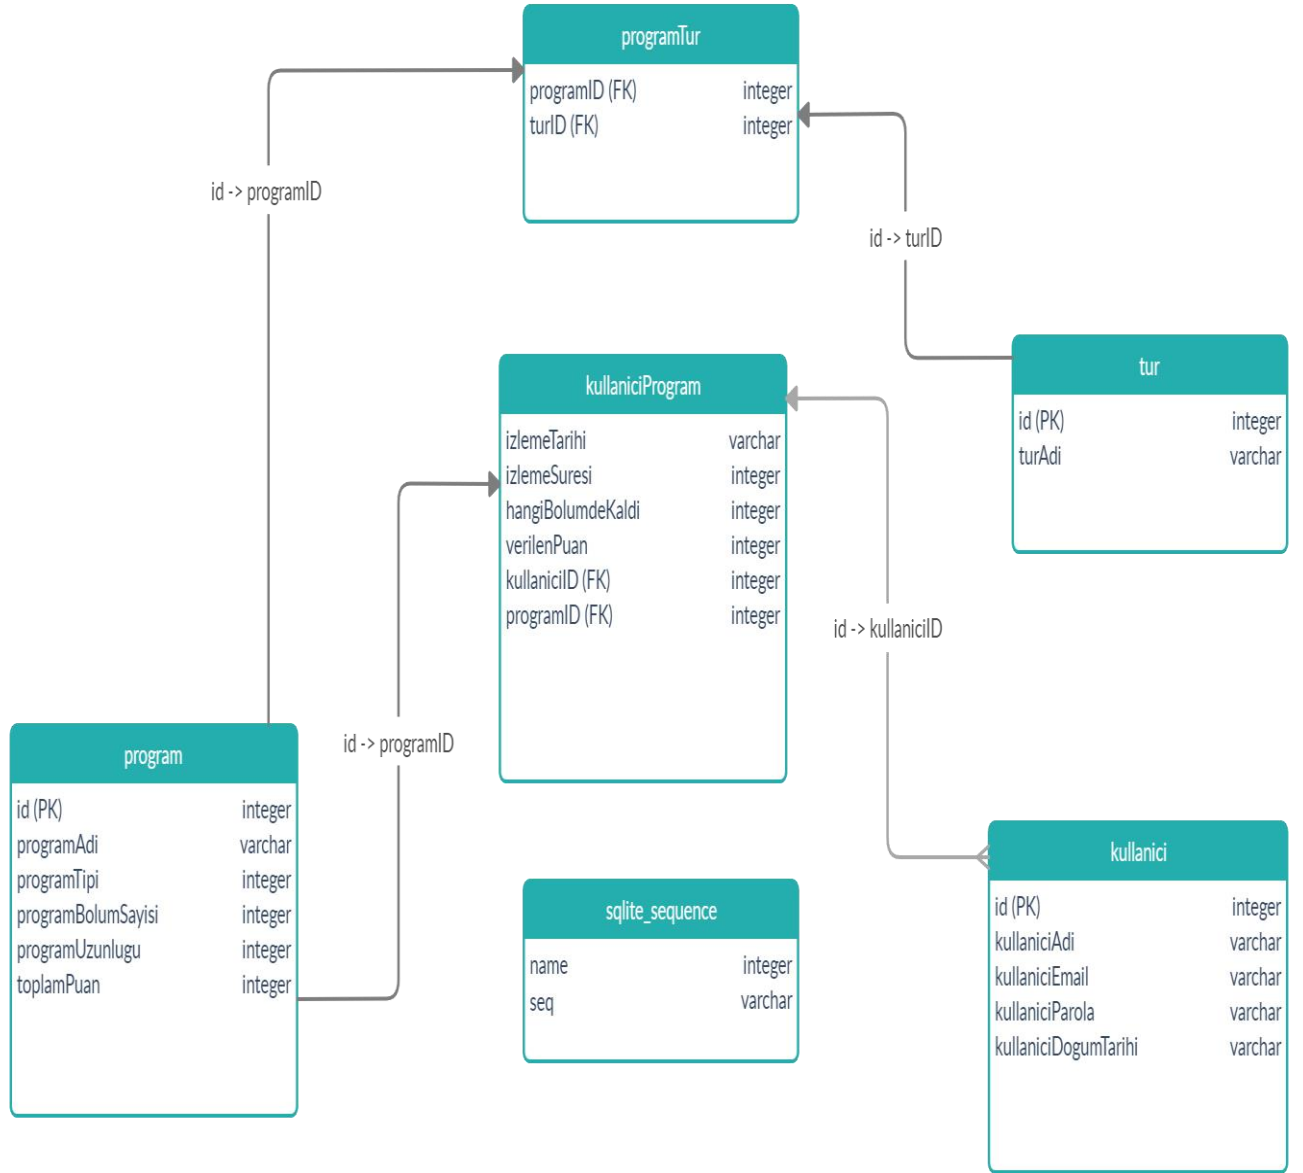 programTur
programID (FK) integer
turID (FK) integer
id -> programID
id -> turID
tur
id (PK) integer
turAdi varchar
kullaniciProgram
izlemeTarihi varchar
izlemeSuresi integer
hangiBolumdeKaldi integer
verilenPuan integer
kullaniciID (FK) integer
programID (FK) integer
id -> kullaniciID
id -> programID
program
id (PK) integer
programAdi varchar
programTipi integer
programBolumSayisi integer
programUzunlugu integer
toplamPuan integer
sqlite_sequence
name integer
seq varchar
kullanici
id (PK) integer
kullaniciAdi varchar
kullaniciEmail varchar
kullaniciParola varchar
kullaniciDogumTarihi varchar